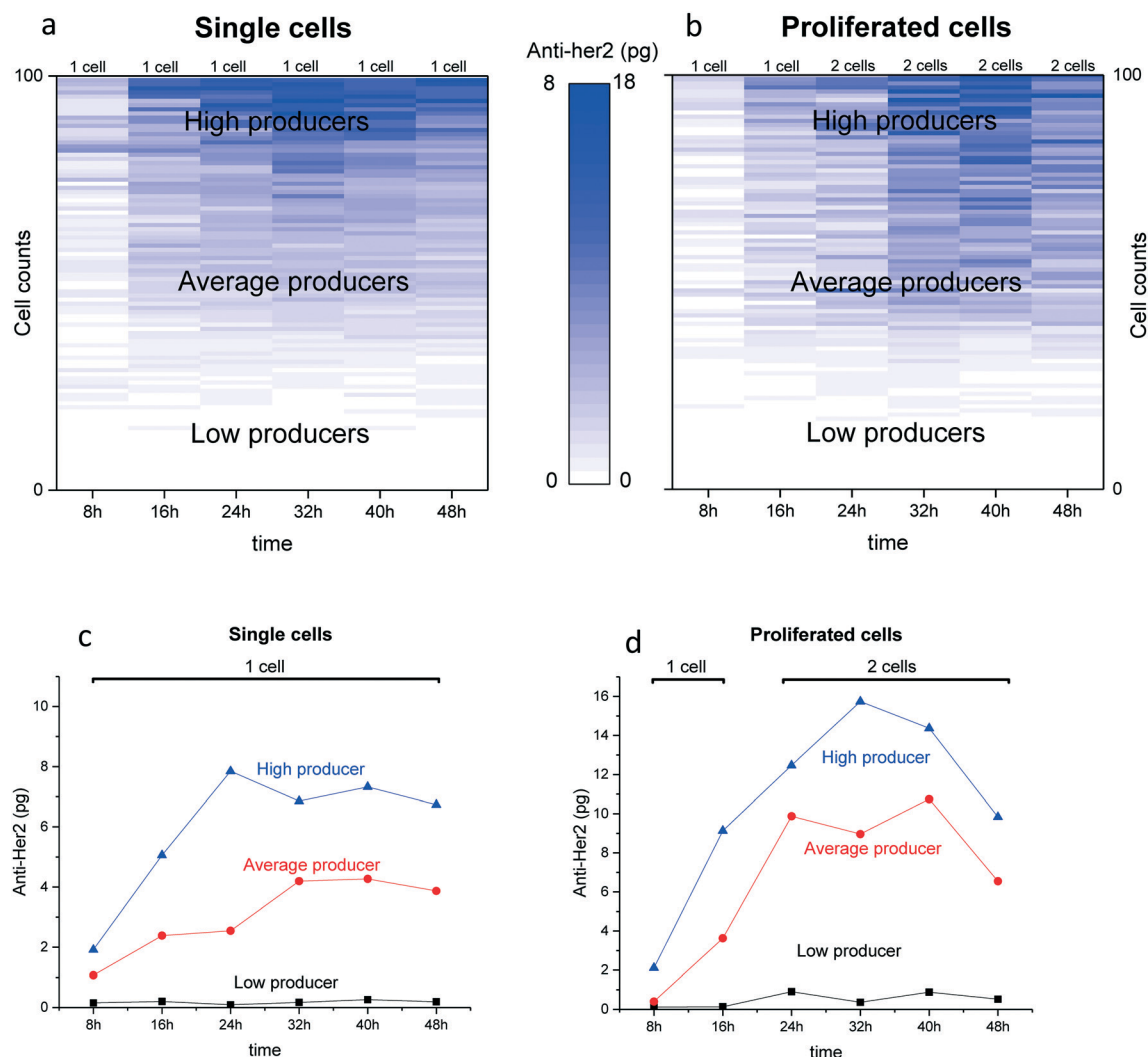 a
Single cells
1 cell 1 cell 1 cell 1 cell 1 cell 1 cell
100
High producers
Average producers
Low producers
Cell counts
0
8h 16h 24h 32h 40h 48h
time
Anti-her2 (pg)
8 18
0 0
b
Proliferated cells
1 cell 1 cell 2 cells 2 cells 2 cells 2 cells
100
High producers
Average producers
Low producers
Cell counts
0
8h 16h 24h 32h 40h 48h
time
c
Single cells
1 cell
10
8
6
4
2
0
Anti-Her2 (pg)
High producer
Average producer
Low producer
8h 16h 24h 32h 40h 48h
time
d
Proliferated cells
1 cell 2 cells
16
14
12
10
8
6
4
2
0
Anti-Her2 (pg)
High producer
Average producer
Low producer
8h 16h 24h 32h 40h 48h
time